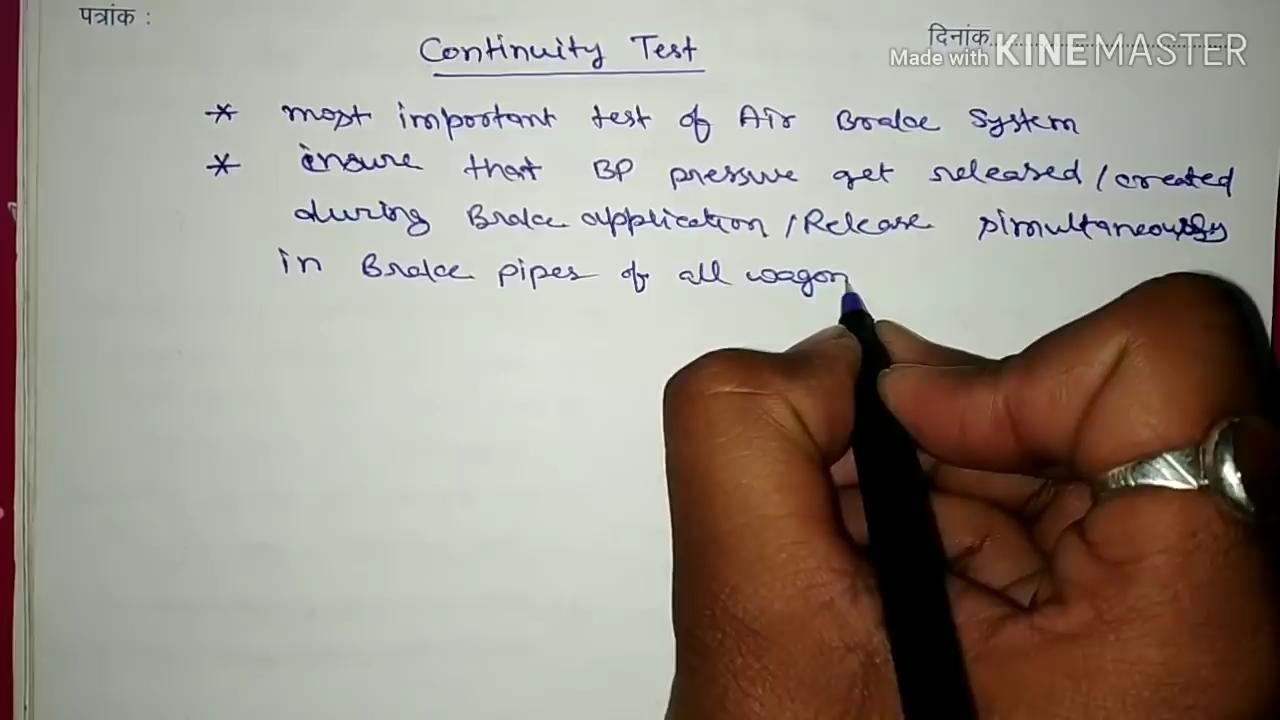 पत्रांक :
दिनांक
Made with KINEMASTER
Continuity Test
* most important test of Air Brake System
* ensure that BP pressure get released / created
during Brake application / Release simultaneously
in Brake pipes of all wagon